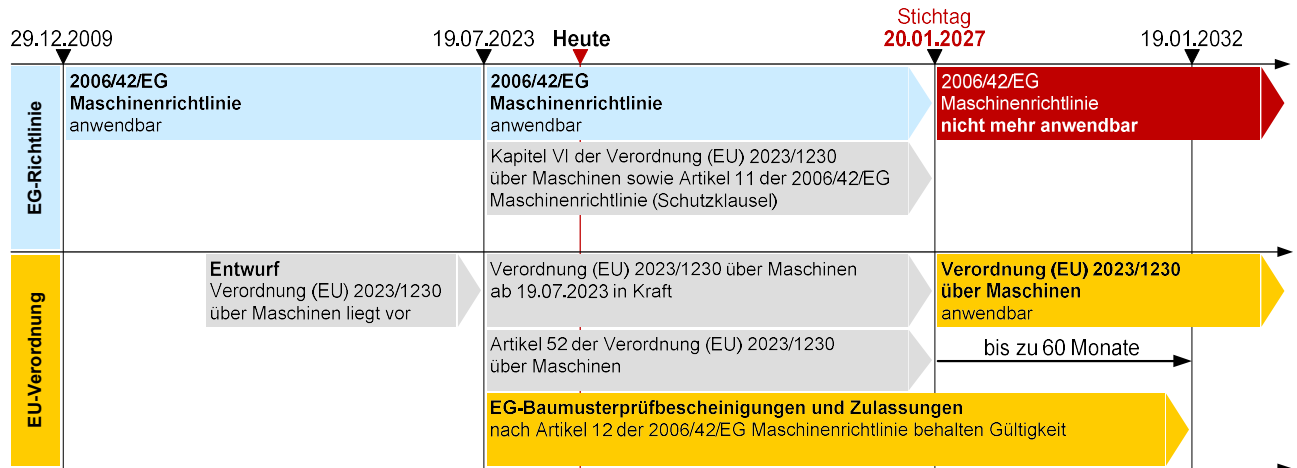 Stichtag
29.12.2009 19.07.2023 Heute 20.01.2027 19.01.2032
EG-Richtlinie
2006/42/EG
Maschinenrichtlinie
anwendbar
2006/42/EG
Maschinenrichtlinie
anwendbar
2006/42/EG
Maschinenrichtlinie
nicht mehr anwendbar
Kapitel VI der Verordnung (EU) 2023/1230
über Maschinen sowie Artikel 11 der 2006/42/EG
Maschinenrichtlinie (Schutzklausel)
EU-Verordnung
Entwurf
Verordnung (EU) 2023/1230
über Maschinen liegt vor
Verordnung (EU) 2023/1230 über Maschinen
ab 19.07.2023 in Kraft
Verordnung (EU) 2023/1230
über Maschinen
anwendbar
Artikel 52 der Verordnung (EU) 2023/1230
über Maschinen
bis zu 60 Monate
EG-Baumusterprüfbescheinigungen und Zulassungen
nach Artikel 12 der 2006/42/EG Maschinenrichtlinie behalten Gültigkeit